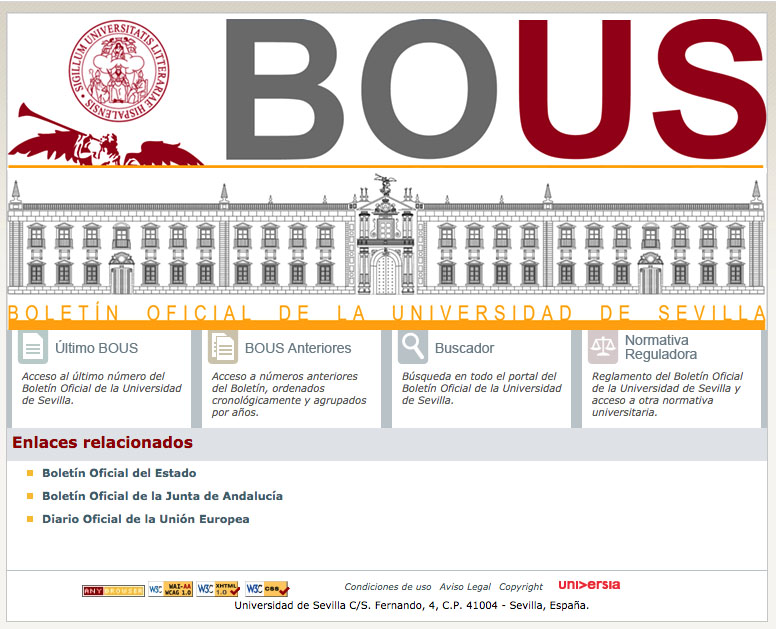 SIGILLUM UNIVERSITATIS LITTERARIAE HISPALENSIS
BOUS
BOLETÍN OFICIAL DE LA UNIVERSIDAD DE SEVILLA
Último BOUS
Acceso al último número del
Boletín Oficial de la Universidad
de Sevilla.
BOUS Anteriores
Acceso a números anteriores
del Boletín, ordenados
cronológicamente y agrupados
por años.
Buscador
Búsqueda en todo el portal del
Boletín Oficial de la Universidad
de Sevilla.
Normativa
Reguladora
Reglamento del Boletín Oficial
de la Universidad de Sevilla y
acceso a otra normativa
universitaria.
Enlaces relacionados
Boletín Oficial del Estado
Boletín Oficial de la Junta de Andalucía
Diario Oficial de la Unión Europea
ANYBROWSER
W3C WAI-AA WCAG 1.0
W3C XHTML 1.0
W3C CSS
Condiciones de uso Aviso Legal Copyright
universia
Universidad de Sevilla C/S. Fernando, 4, C.P. 41004 - Sevilla, España.